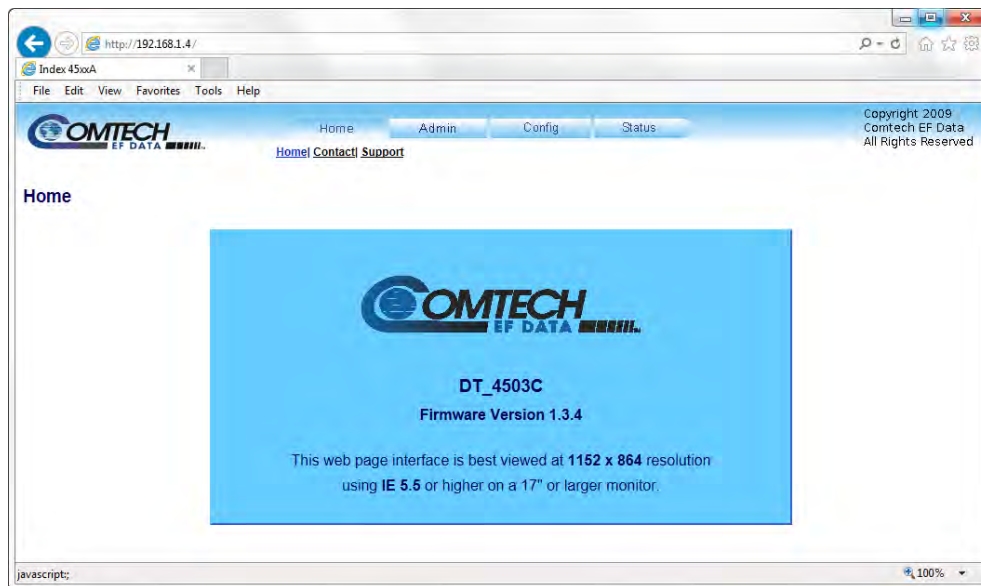 http://192.168.1.4/
Index 45xxA
File Edit View Favorites Tools Help
COMTECH
EF DATA
Home Admin Config Status
Home| Contact| Support
Copyright 2009
Comtech EF Data
All Rights Reserved
Home
COMTECH
EF DATA
DT_4503C
Firmware Version 1.3.4
This web page interface is best viewed at 1152 x 864 resolution
using IE 5.5 or higher on a 17" or larger monitor.
javascript:;
100%